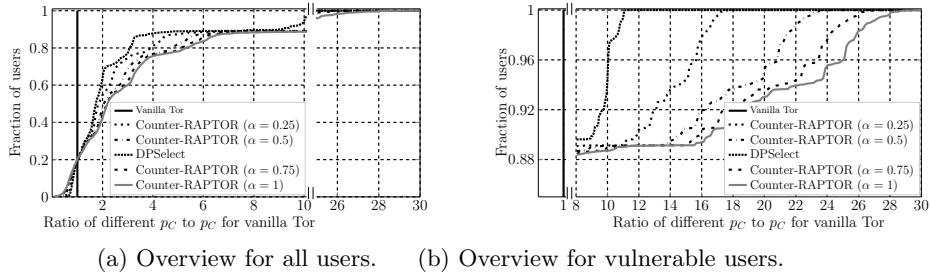 Fraction of users
1
0.8
0.6
0.4
0.2
0
Vanilla Tor
Counter-RAPTOR (α = 0.25)
Counter-RAPTOR (α = 0.5)
DPSelect
Counter-RAPTOR (α = 0.75)
Counter-RAPTOR (α = 1)
2 4 6 8 10 26 28 30
Ratio of different p_C to p_C for vanilla Tor
(a) Overview for all users.
Fraction of users
1
0.96
0.92
0.88
Vanilla Tor
Counter-RAPTOR (α = 0.25)
Counter-RAPTOR (α = 0.5)
DPSelect
Counter-RAPTOR (α = 0.75)
Counter-RAPTOR (α = 1)
1 8 10 12 14 16 18 20 22 24 26 28 30
Ratio of different p_C to p_C for vanilla Tor
(b) Overview for vulnerable users.